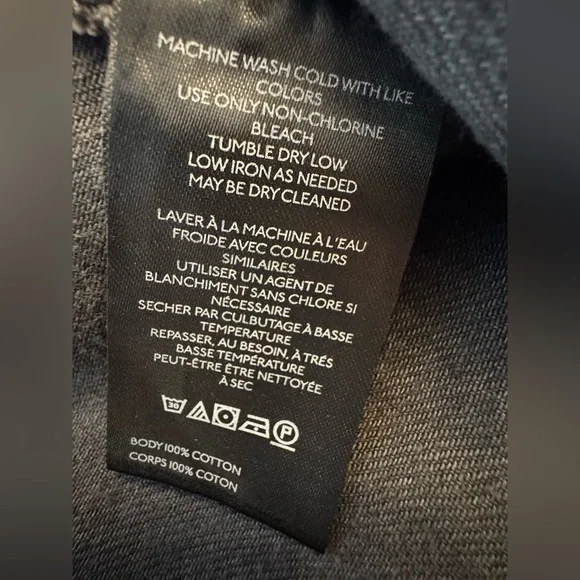 MACHINE WASH COLD WITH LIKE
COLORS
USE ONLY NON-CHLORINE
BLEACH
TUMBLE DRY LOW
LOW IRON AS NEEDED
MAY BE DRY CLEANED
LAVER À LA MACHINE À L'EAU
FROIDE AVEC COULEURS
SIMILAIRES
UTILISER UN AGENT DE
BLANCHIMENT SANS CHLORE SI
NÉCESSAIRE
SECHER PAR CULBUTAGE À BASSE
TEMPERATURE
REPASSER, AU BESOIN, À TRÉS
BASSE TEMPÉRATURE
PEUT-ÊTRE ÊTRE NETTOYÉE
À SEC
30 P
BODY 100% COTTON
CORPS 100% COTON